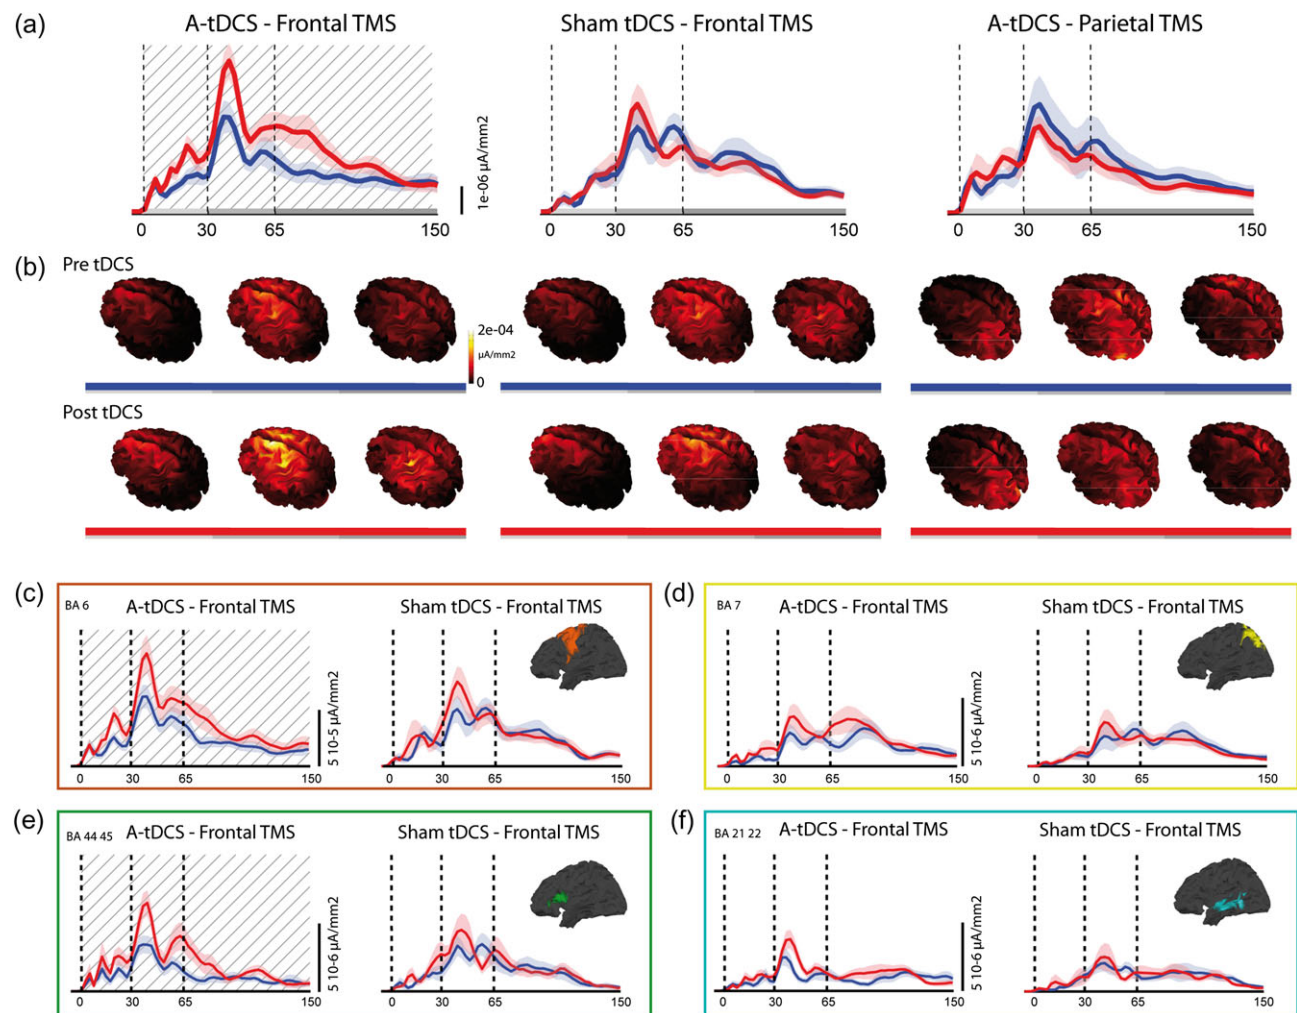 (a)
A-tDCS - Frontal TMS
Sham tDCS - Frontal TMS
A-tDCS - Parietal TMS
1e-06 µA/mm2
0 30 65 150
0 30 65 150
0 30 65 150
(b)
Pre tDCS
2e-04
µA/mm2
0
Post tDCS
(c)
BA 6
A-tDCS - Frontal TMS
Sham tDCS - Frontal TMS
5 10-5 µA/mm2
0 30 65 150
0 30 65 150
(d)
BA 7
A-tDCS - Frontal TMS
Sham tDCS - Frontal TMS
5 10-6 µA/mm2
0 30 65 150
0 30 65 150
(e)
BA 44 45
A-tDCS - Frontal TMS
Sham tDCS - Frontal TMS
5 10-6 µA/mm2
0 30 65 150
0 30 65 150
(f)
BA 21 22
A-tDCS - Frontal TMS
Sham tDCS - Frontal TMS
5 10-6 µA/mm2
0 30 65 150
0 30 65 150